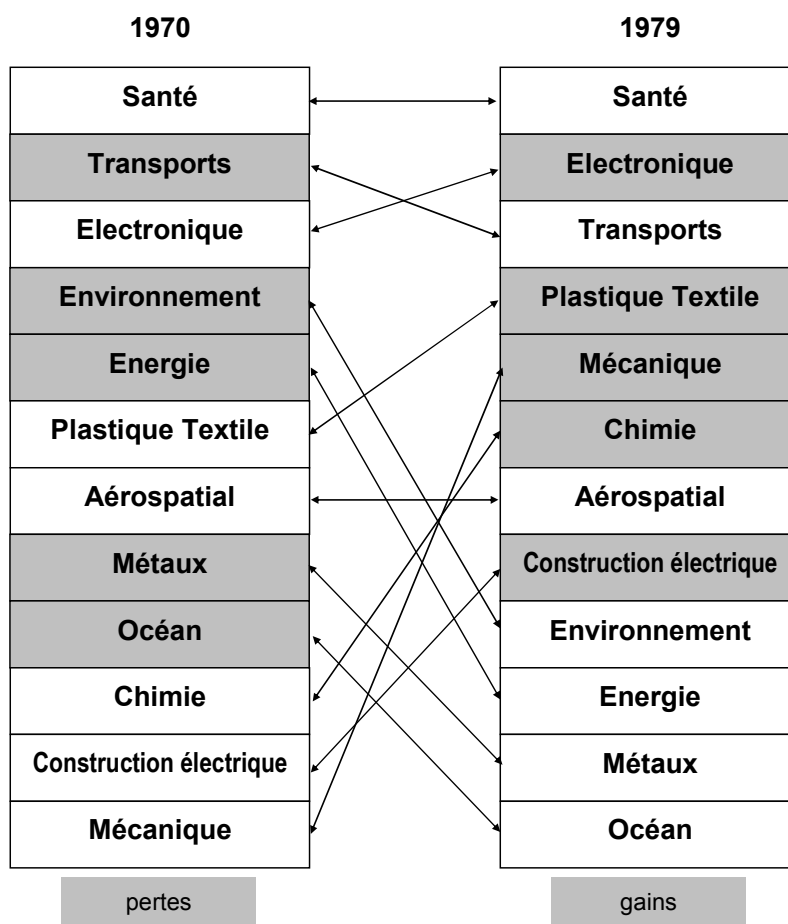 1970
1979
Santé
Santé
Transports
Electronique
Electronique
Transports
Environnement
Plastique Textile
Energie
Mécanique
Plastique Textile
Chimie
Aérospatial
Aérospatial
Métaux
Construction électrique
Océan
Environnement
Chimie
Energie
Construction électrique
Métaux
Mécanique
Océan
pertes
gains